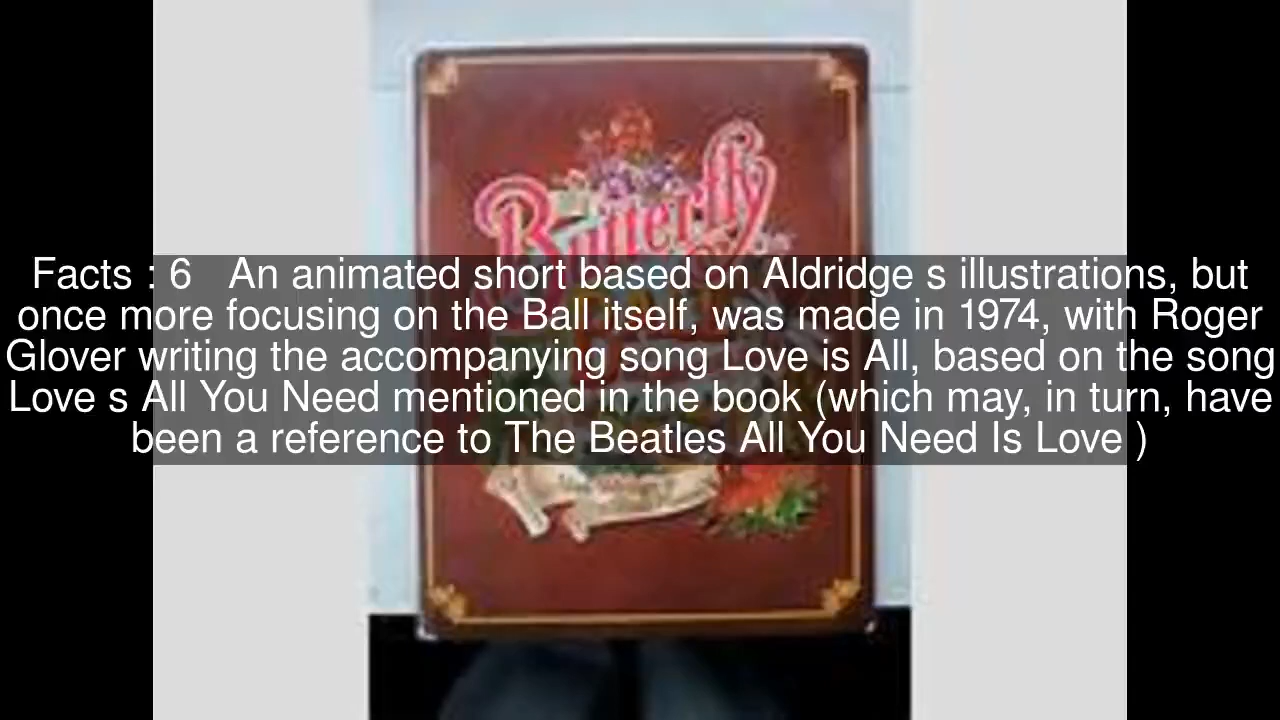 Butterfly
Facts : 6   An animated short based on Aldridge s illustrations, but
once more focusing on the Ball itself, was made in 1974, with Roger
Glover writing the accompanying song Love is All, based on the song
Love s All You Need mentioned in the book (which may, in turn, have
been a reference to The Beatles All You Need Is Love )